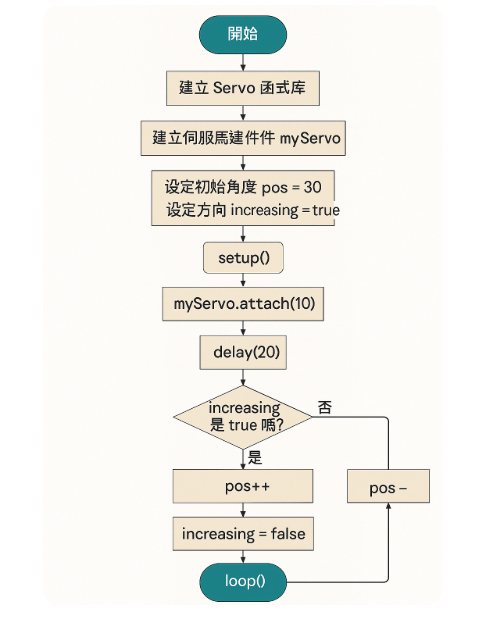 開始
建立 Servo 函式库
建立伺服馬建件件 myServo
设定初始角度 pos = 30
设定方向 increasing = true
setup()
myServo.attach(10)
delay(20)
increasing
是 true 嗎?
否
是
pos++
pos –
increasing = false
loop()